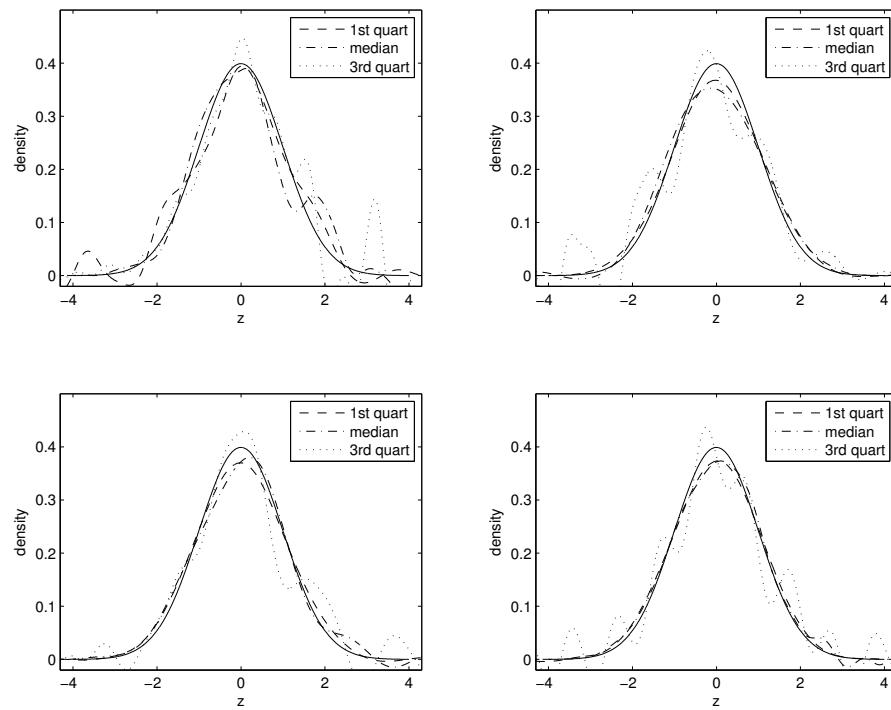 1st quart
median
3rd quart
0.4
0.3
0.2
0.1
0
density
−4 −2 0 2 4
z
1st quart
median
3rd quart
0.4
0.3
0.2
0.1
0
density
−4 −2 0 2 4
z
1st quart
median
3rd quart
0.4
0.3
0.2
0.1
0
density
−4 −2 0 2 4
z
1st quart
median
3rd quart
0.4
0.3
0.2
0.1
0
density
−4 −2 0 2 4
z